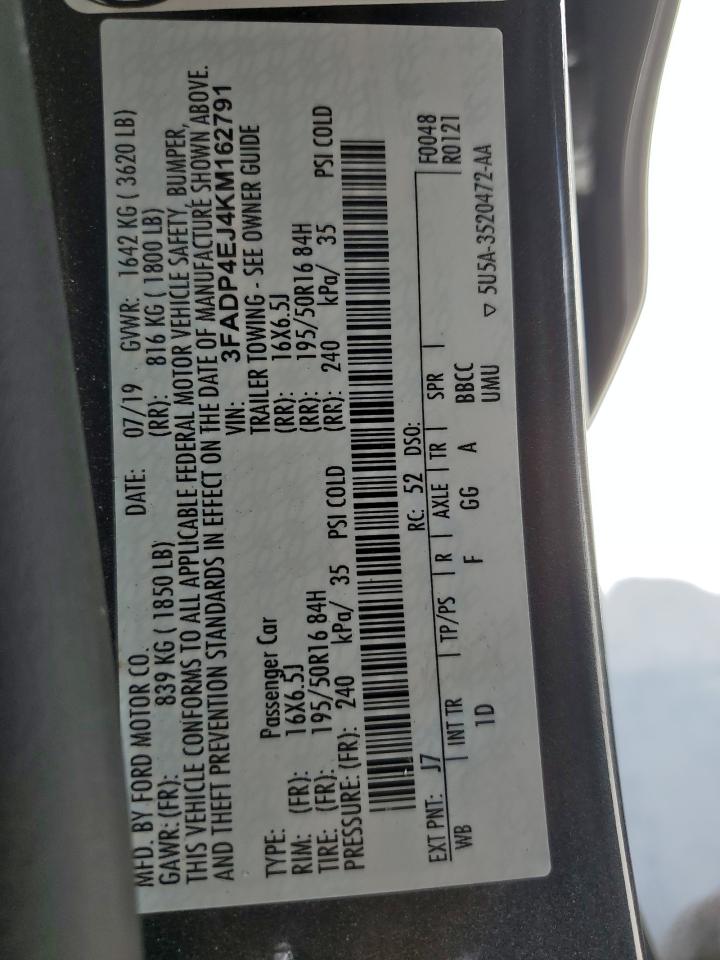 MFD. BY FORD MOTOR CO. DATE: 07/19 GVWR: 1642 KG ( 3620 LB)
GAWR: (FR): 839 KG ( 1850 LB) (RR): 816 KG ( 1800 LB)
THIS VEHICLE CONFORMS TO ALL APPLICABLE FEDERAL MOTOR VEHICLE SAFETY, BUMPER,
AND THEFT PREVENTION STANDARDS IN EFFECT ON THE DATE OF MANUFACTURE SHOWN ABOVE.
VIN: 3FADP4EJ4KM162791
TYPE: Passenger Car TRAILER TOWING - SEE OWNER GUIDE
RIM: (FR): 16X6.5J (RR): 16X6.5J
TIRE: (FR): 195/50R16 84H (RR): 195/50R16 84H
PRESSURE: (FR): 240 kPa/ 35 PSI COLD (RR): 240 kPa/ 35 PSI COLD
EXT PNT: J7 RC: 52 DSO: F0048
WB | INT TR | TP/PS | R | AXLE | TR | SPR | R0121
1D F GG A BBCC
UMU
▽ 5U5A-3520472-AA